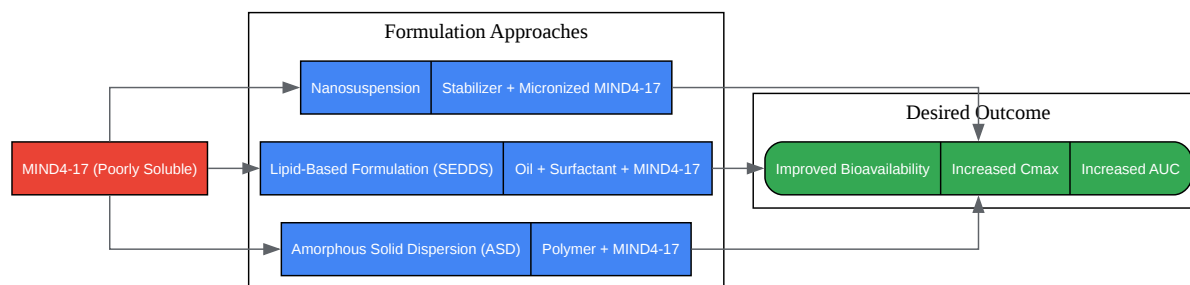 Formulation Approaches
Nanosuspension
Stabilizer + Micronized MIND4-17
Desired Outcome
MIND4-17 (Poorly Soluble)
Lipid-Based Formulation (SEDDS)
Oil + Surfactant + MIND4-17
Improved Bioavailability
Increased Cmax
Increased AUC
Amorphous Solid Dispersion (ASD)
Polymer + MIND4-17